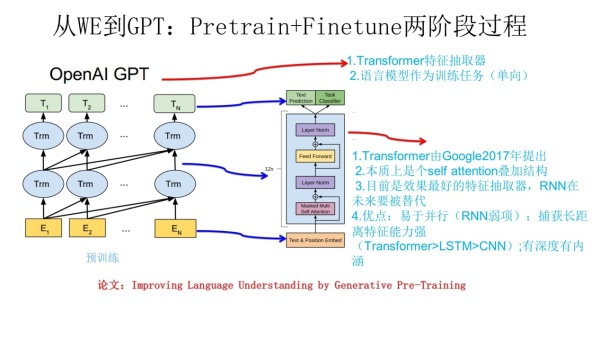 从WE到GPT：Pretrain+Finetune两阶段过程
OpenAI GPT
1.Transformer特征抽取器
2.语言模型作为训练任务（单向）
T1 T2 ... TN
Trm Trm ... Trm
Trm Trm ... Trm
E1 E2 ... EN
预训练
Text Prediction
Task Classifier
Layer Norm
Feed Forward
12x
Layer Norm
Masked Multi
Self Attention
Text & Position Embed
1.Transformer由Google2017年提出
2.本质上是个self attention叠加结构
3.目前是效果最好的特征抽取器，RNN在
未来要被替代
4.优点：易于并行（RNN弱项）；捕获长距
离特征能力强
（Transformer>LSTM>CNN）;有深度有内
涵
论文：Improving Language Understanding by Generative Pre-Training